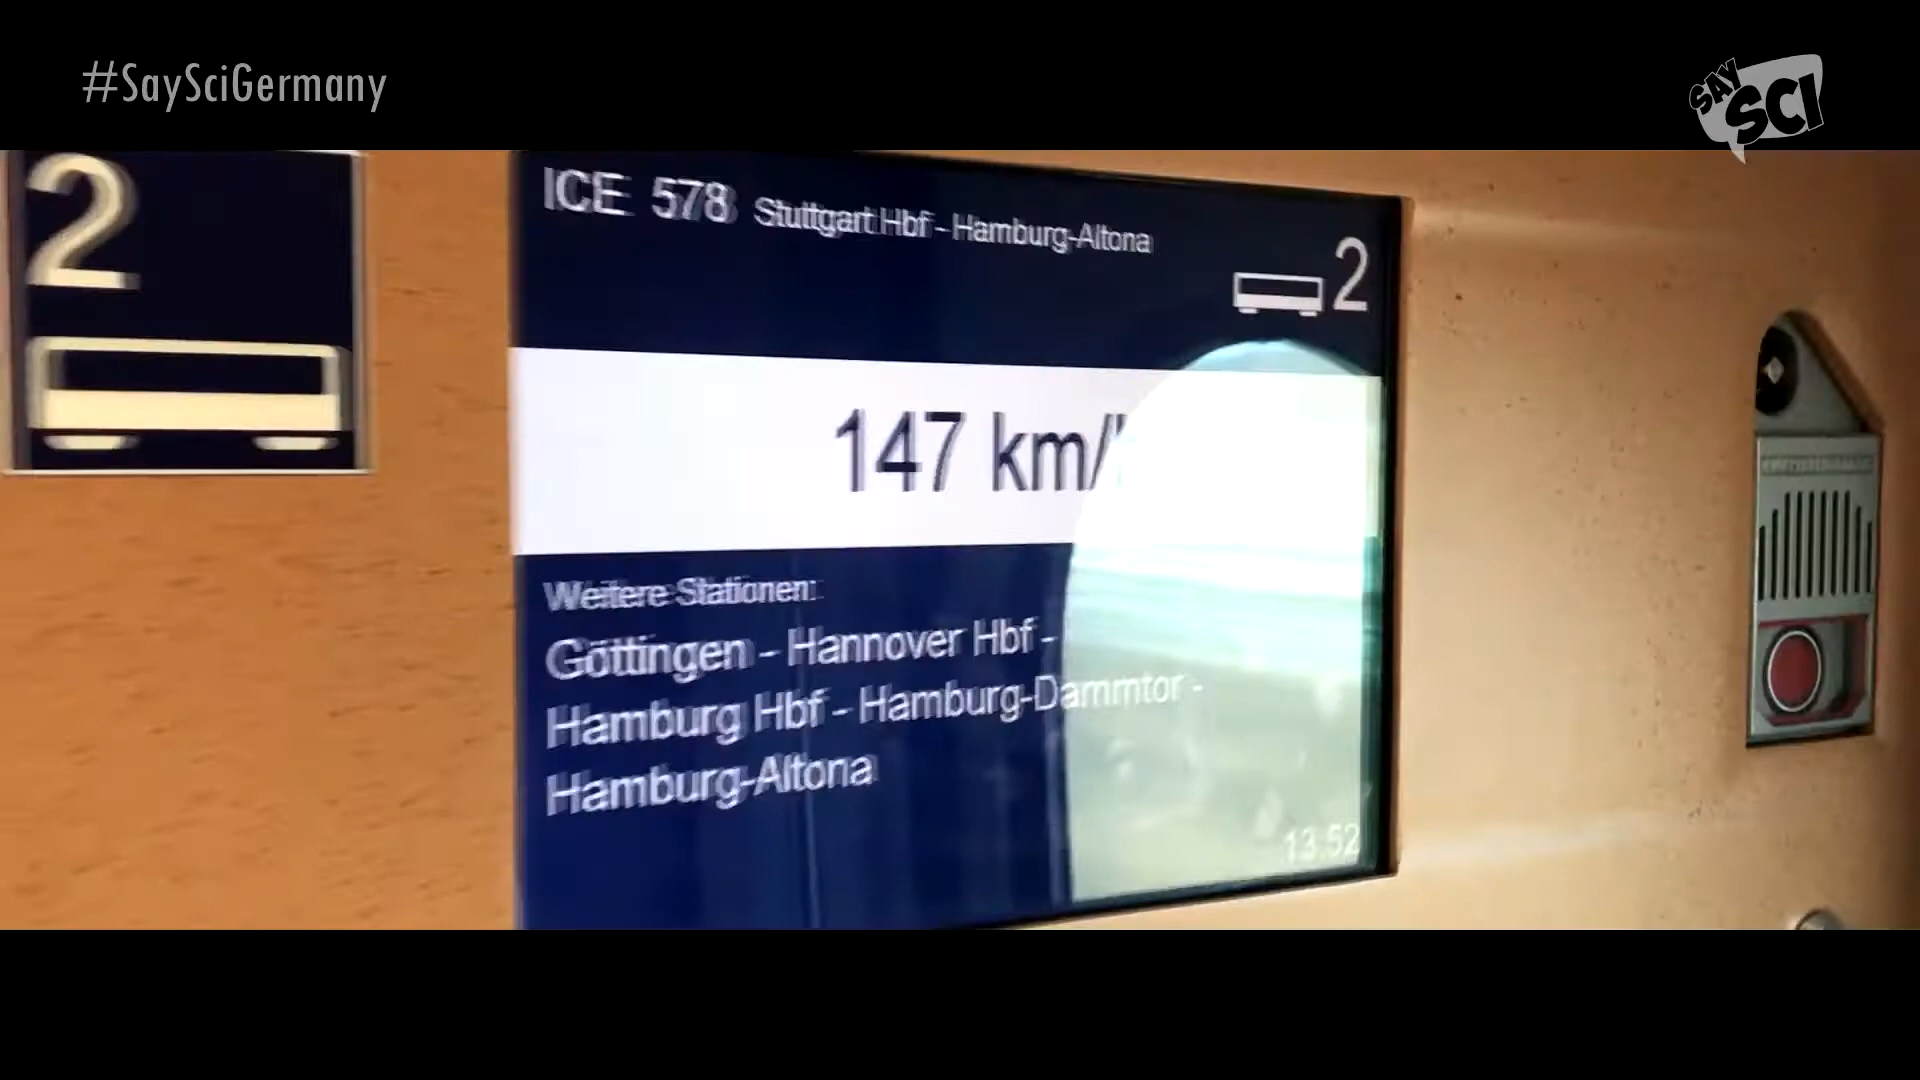 #SaySciGermany
SAY
SCI
2
ICE 578 Stuttgart Hbf - Hamburg-Altona
2
147 km/h
Weitere Stationen:
Göttingen - Hannover Hbf -
Hamburg Hbf - Hamburg-Dammtor -
Hamburg-Altona
13:52